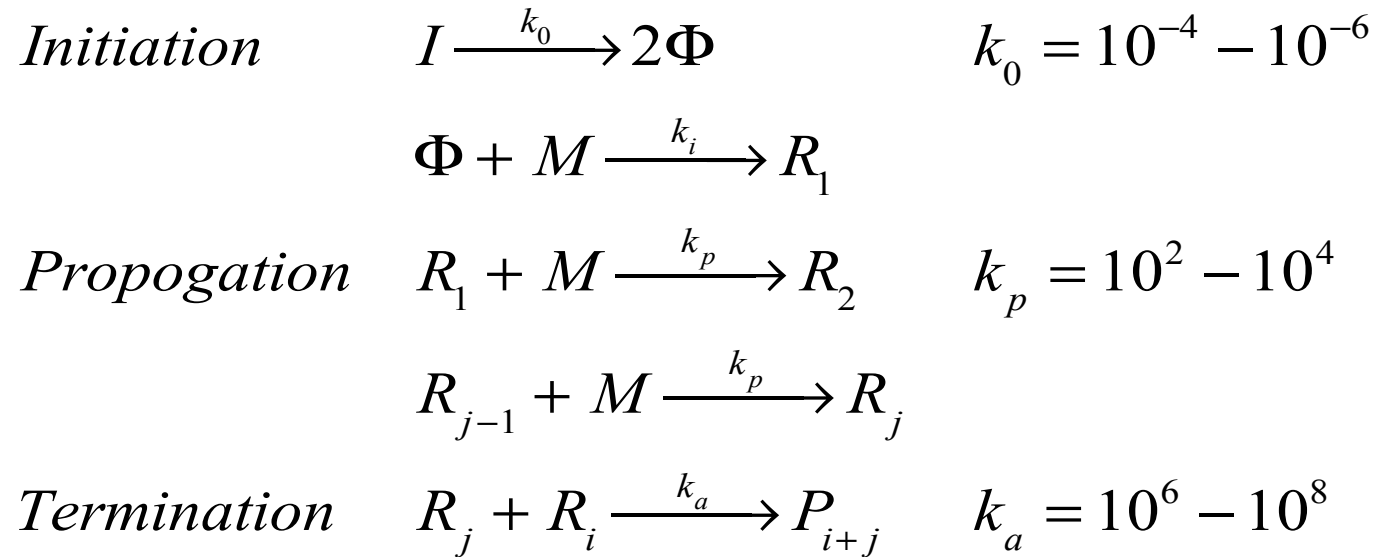 Initiation I —k₀→ 2Φ k₀ = 10⁻⁴ – 10⁻⁶
Φ + M —kᵢ→ R₁
Propogation R₁ + M —kₚ→ R₂ kₚ = 10² – 10⁴
Rⱼ₋₁ + M —kₚ→ Rⱼ
Termination Rⱼ + Rᵢ —kₐ→ Pᵢ₊ⱼ kₐ = 10⁶ – 10⁸